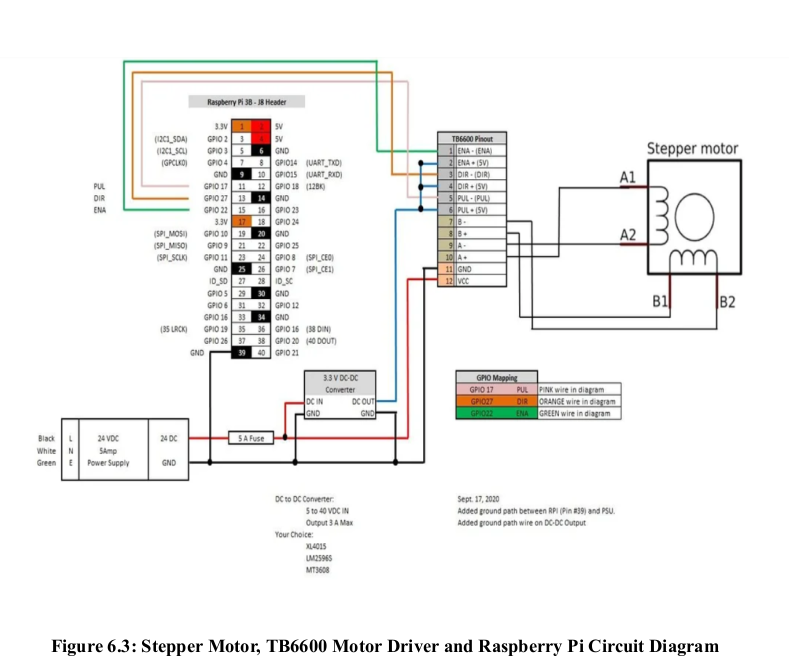 Raspberry Pi 3B - J8 Header
3.3V 1 2 5V
(I2C1_SDA) GPIO 2 3 4 5V
(I2C1_SCL) GPIO 3 5 6 GND
(GPCLK0) GPIO 4 7 8 GPIO14 (UART_TXD)
GND 9 10 GPIO15 (UART_RXD)
PUL GPIO 17 11 12 GPIO 18 (12BK)
DIR GPIO 27 13 14 GND
ENA GPIO 22 15 16 GPIO 23
3.3V 17 18 GPIO 24
(SPI_MOSI) GPIO 10 19 20 GND
(SPI_MISO) GPIO 9 21 22 GPIO 25
(SPI_SCLK) GPIO 11 23 24 GPIO 8 (SPI_CE0)
GND 25 26 GPIO 7 (SPI_CE1)
ID_SD 27 28 ID_SC
GPIO 5 29 30 GND
GPIO 6 31 32 GPIO 12
GPIO 16 33 34 GND
(35 LRCK) GPIO 19 35 36 GPIO 16 (38 DIN)
GPIO 26 37 38 GPIO 20 (40 DOUT)
GND 39 40 GPIO 21
TB6600 Pinout
1 ENA - (ENA)
2 ENA + (5V)
3 DIR - (DIR)
4 DIR + (5V)
5 PUL - (PUL)
6 PUL + (5V)
7 B -
8 B +
9 A -
10 A +
11 GND
12 VCC
Stepper motor
A1
A2
B1 B2
3.3 V DC-DC
Converter
DC IN DC OUT
GND GND
GPIO Mapping
GPIO 17 PUL PINK wire in diagram
GPIO27 DIR ORANGE wire in diagram
GPIO22 ENA GREEN wire in diagram
Black L 24 VDC 24 DC
White N 5Amp
Green E Power Supply GND
5 A Fuse
DC to DC Converter:
5 to 40 VDC IN
Output 3 A Max
Your Choice:
XL4015
LM25965
MT3608
Sept. 17, 2020
Added ground path between RPI (Pin #39) and PSU.
Added ground path wire on DC-DC Output
Figure 6.3: Stepper Motor, TB6600 Motor Driver and Raspberry Pi Circuit Diagram